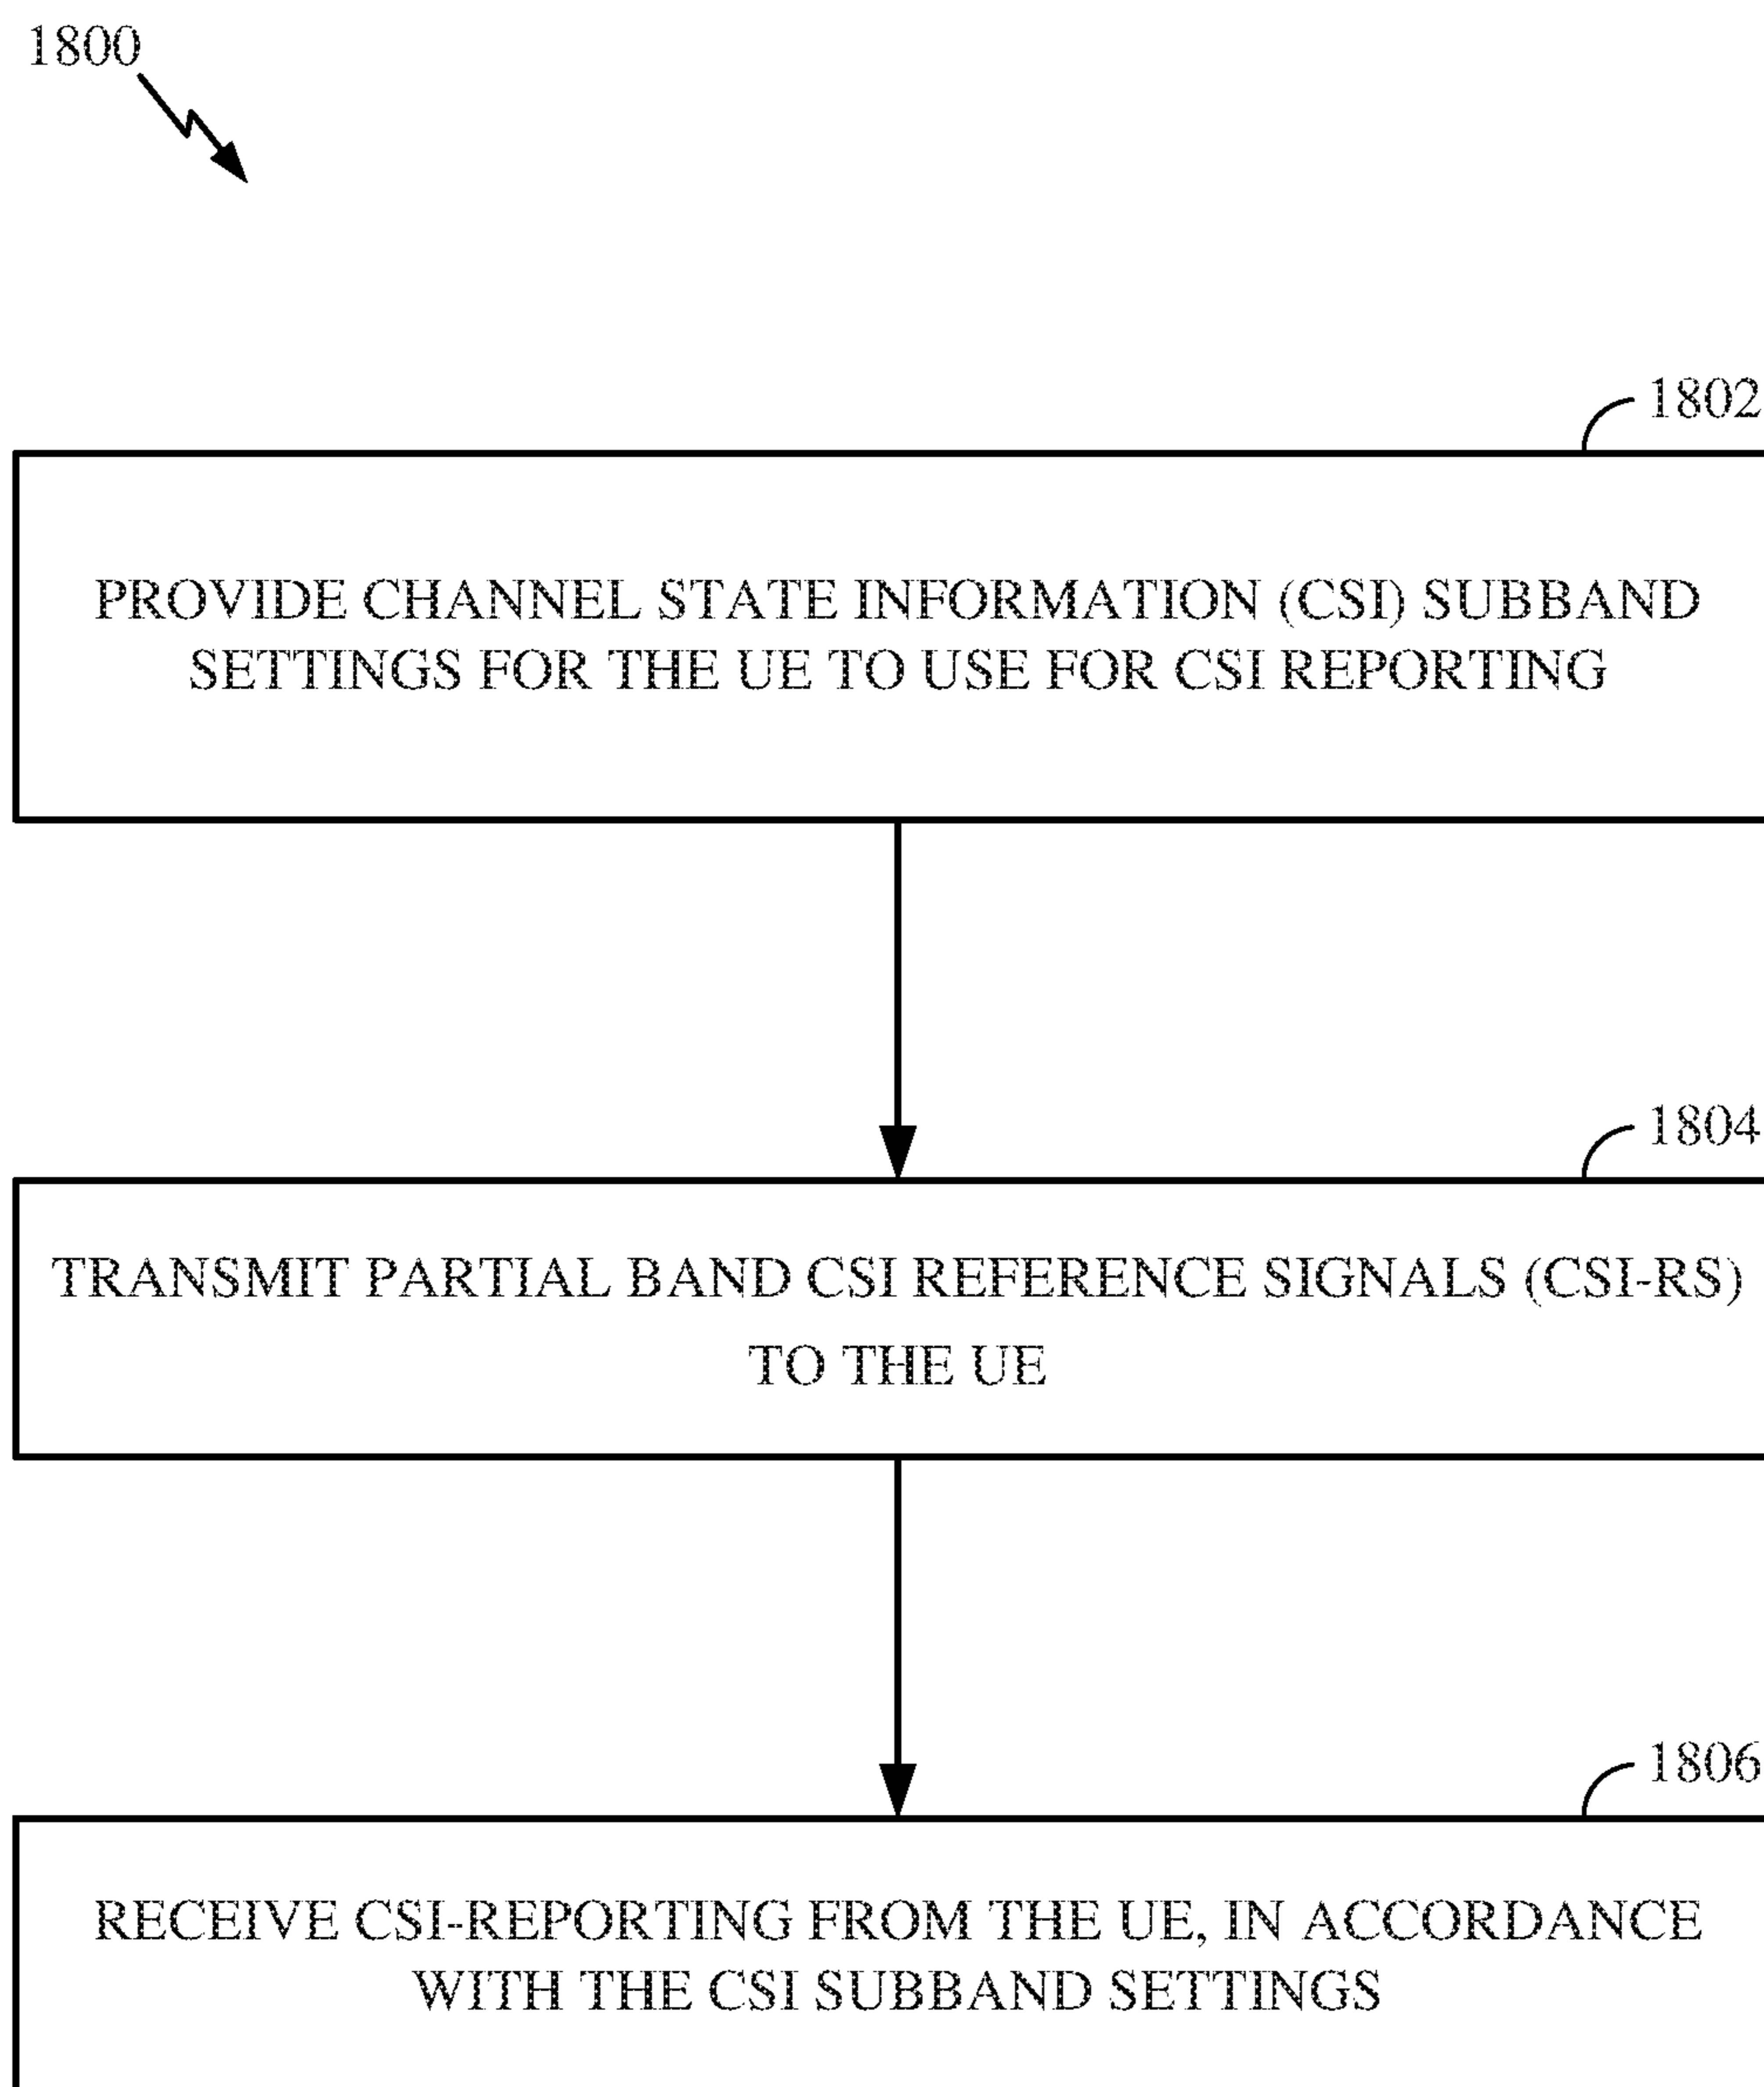 1800
1802
PROVIDE CHANNEL STATE INFORMATION (CSI) SUBBAND
SETTINGS FOR THE UE TO USE FOR CSI REPORTING
1804
TRANSMIT PARTIAL BAND CSI REFERENCE SIGNALS (CSI-RS)
TO THE UE
1806
RECEIVE CSI-REPORTING FROM THE UE, IN ACCORDANCE
WITH THE CSI SUBBAND SETTINGS